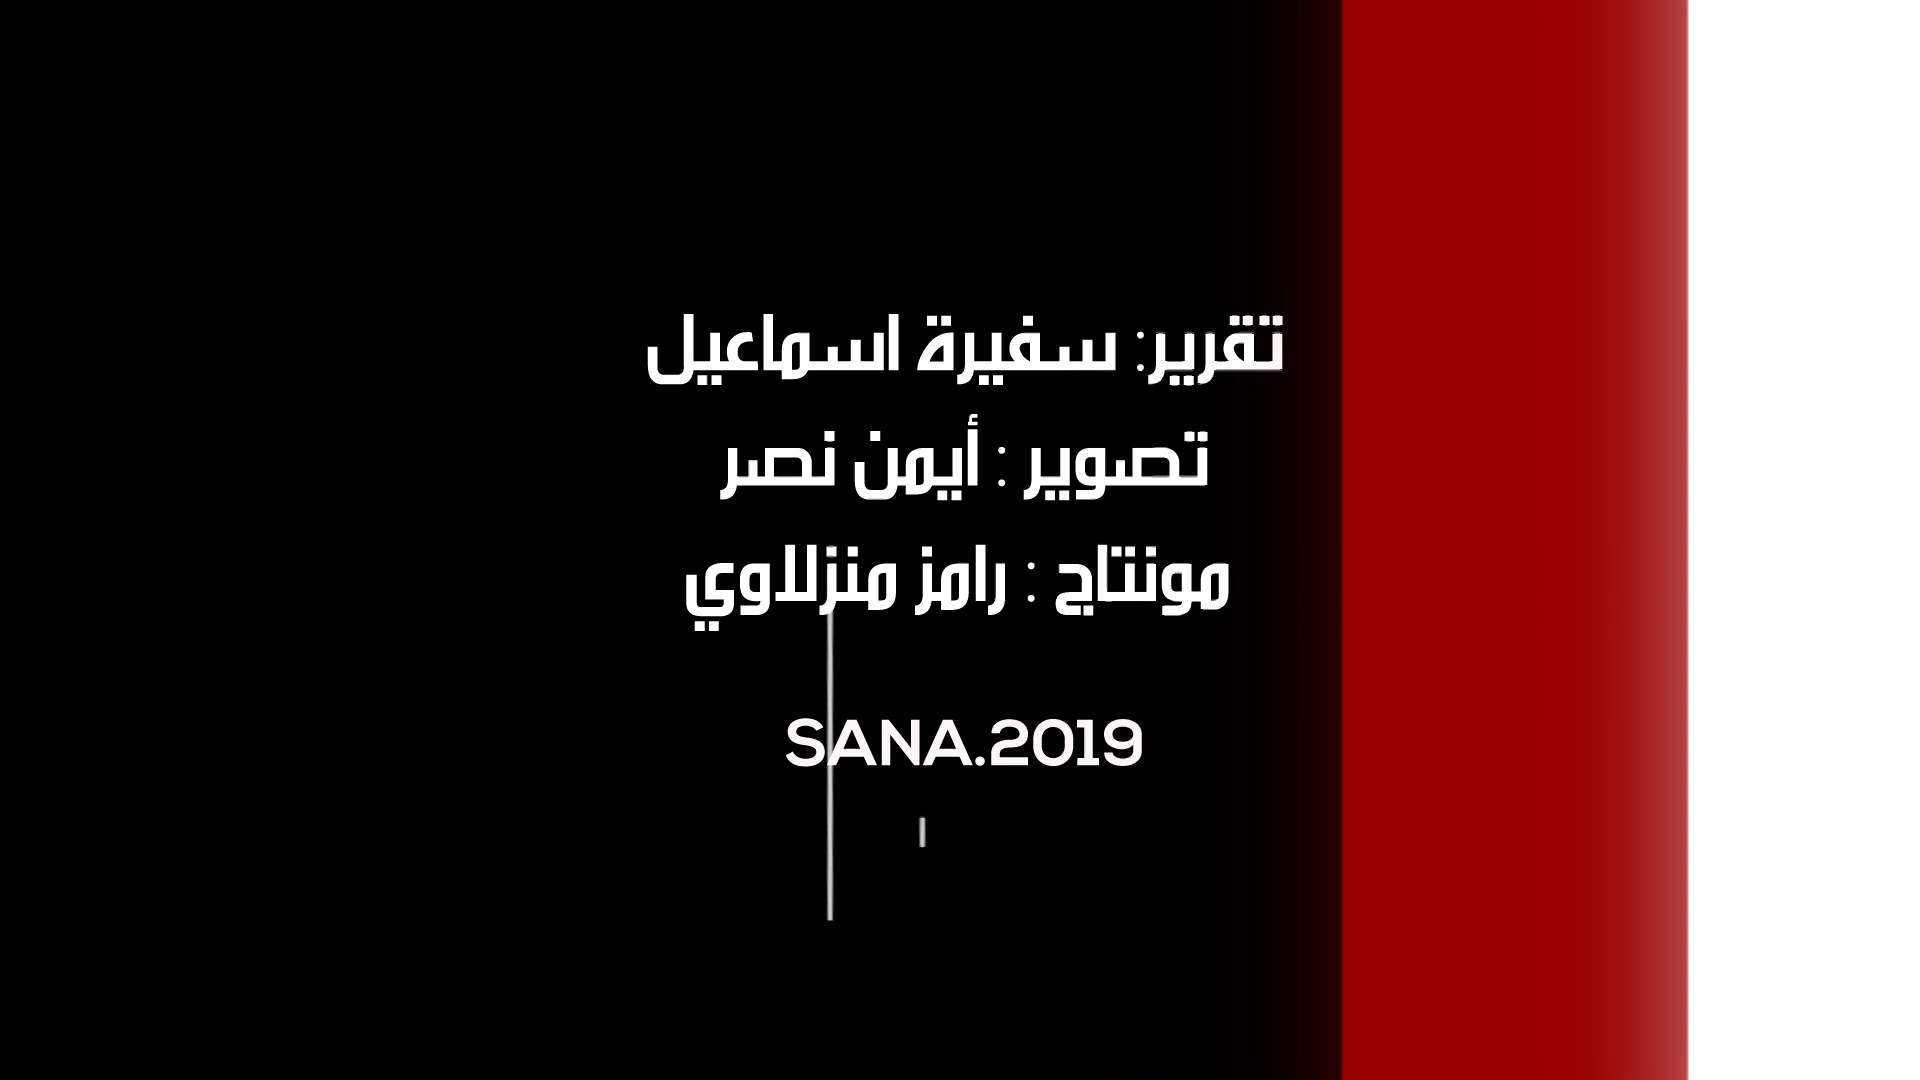 تقرير: سفيرة اسماعيل
تصوير : أيمن نصر
مونتاج : رامز منزلاوي
SANA.2019